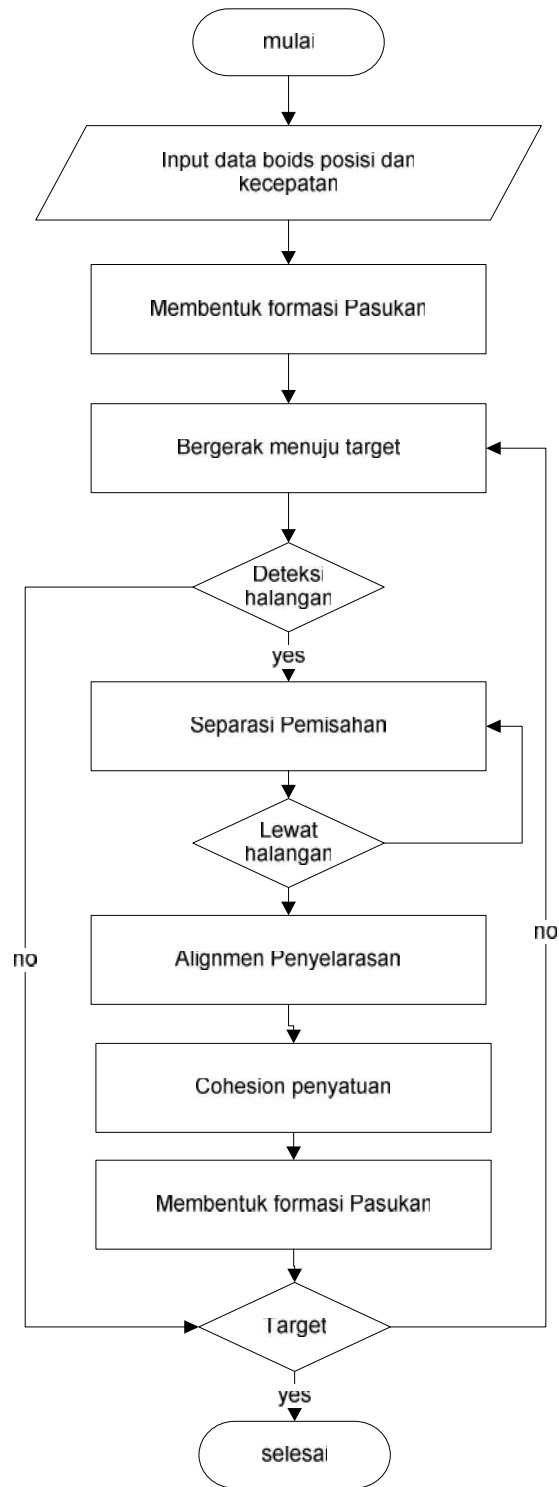 mulai
Input data boids posisi dan
kecepatan
Membentuk formasi Pasukan
Bergerak menuju target
Deteksi
halangan
yes
Separasi Pemisahan
Lewat
halangan
no
no
Alignmen Penyelarasan
Cohesion penyatuan
Membentuk formasi Pasukan
Target
yes
selesai